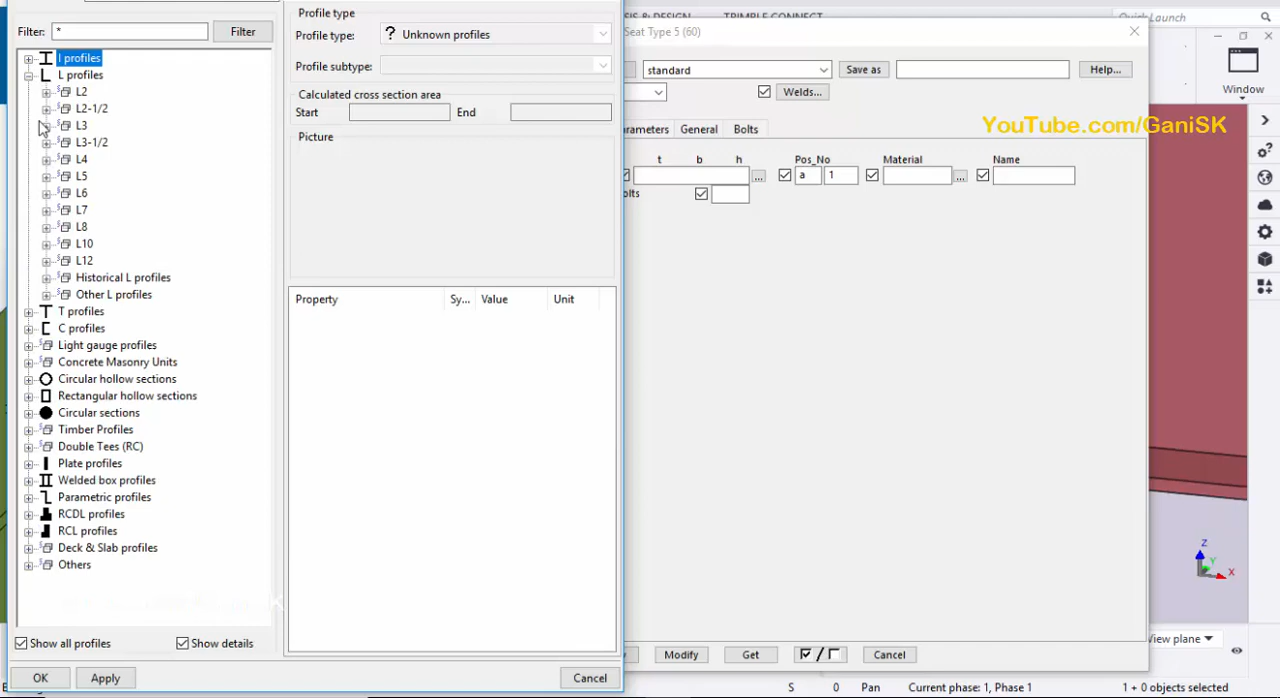 SIS & DESIGN
TRIMBLE CONNECT
Quick Launch
Filter:
*
Filter
I profiles
L profiles
L2
L2-1/2
L3
L3-1/2
L4
L5
L6
L7
L8
L10
L12
Historical L profiles
Other L profiles
T profiles
C profiles
Light gauge profiles
Concrete Masonry Units
Circular hollow sections
Rectangular hollow sections
Circular sections
Timber Profiles
Double Tees (RC)
Plate profiles
Welded box profiles
Parametric profiles
RCDL profiles
RCL profiles
Deck & Slab profiles
Others
Show all profiles
Show details
OK
Apply
Cancel
Profile type
Profile type:
? Unknown profiles
Profile subtype:
Calculated cross section area
Start
End
Picture
Property Sy... Value Unit
Seat Type 5 (60)
standard
Save as
Help...
Welds...
arameters General Bolts
t b h Pos_No Material Name
... a 1 ...
olts
Modify
Get
Cancel
YouTube.com/GaniSK
Window
Z
Y
X
View plane
S 0 Pan Current phase: 1, Phase 1 1 + 0 objects selected